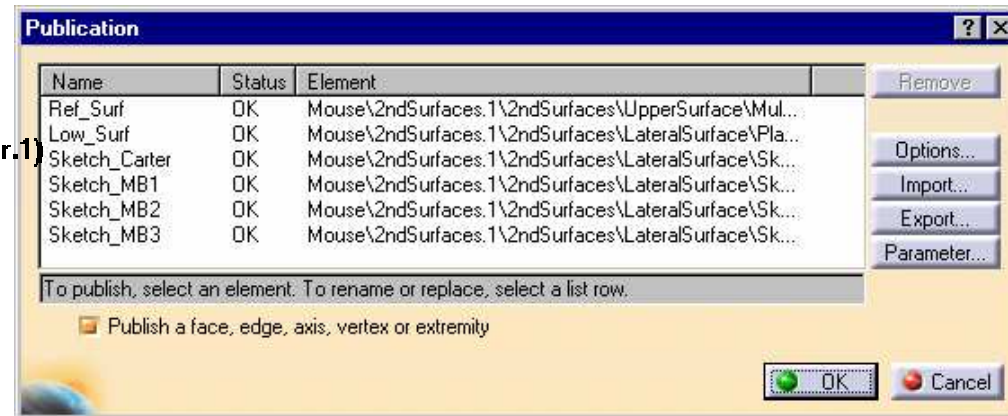 Publication
Name Status Element
Remove
Ref_Surf OK Mouse\2ndSurfaces.1\2ndSurfaces\UpperSurface\Mul...
Low_Surf OK Mouse\2ndSurfaces.1\2ndSurfaces\LateralSurface\Pla...
r.1)
Sketch_Carter OK Mouse\2ndSurfaces.1\2ndSurfaces\LateralSurface\Sk...
Options...
Sketch_MB1 OK Mouse\2ndSurfaces.1\2ndSurfaces\LateralSurface\Sk...
Import...
Sketch_MB2 OK Mouse\2ndSurfaces.1\2ndSurfaces\LateralSurface\Sk...
Export...
Sketch_MB3 OK Mouse\2ndSurfaces.1\2ndSurfaces\LateralSurface\Sk...
Parameter...
To publish, select an element. To rename or replace, select a list row.
Publish a face, edge, axis, vertex or extremity
OK Cancel